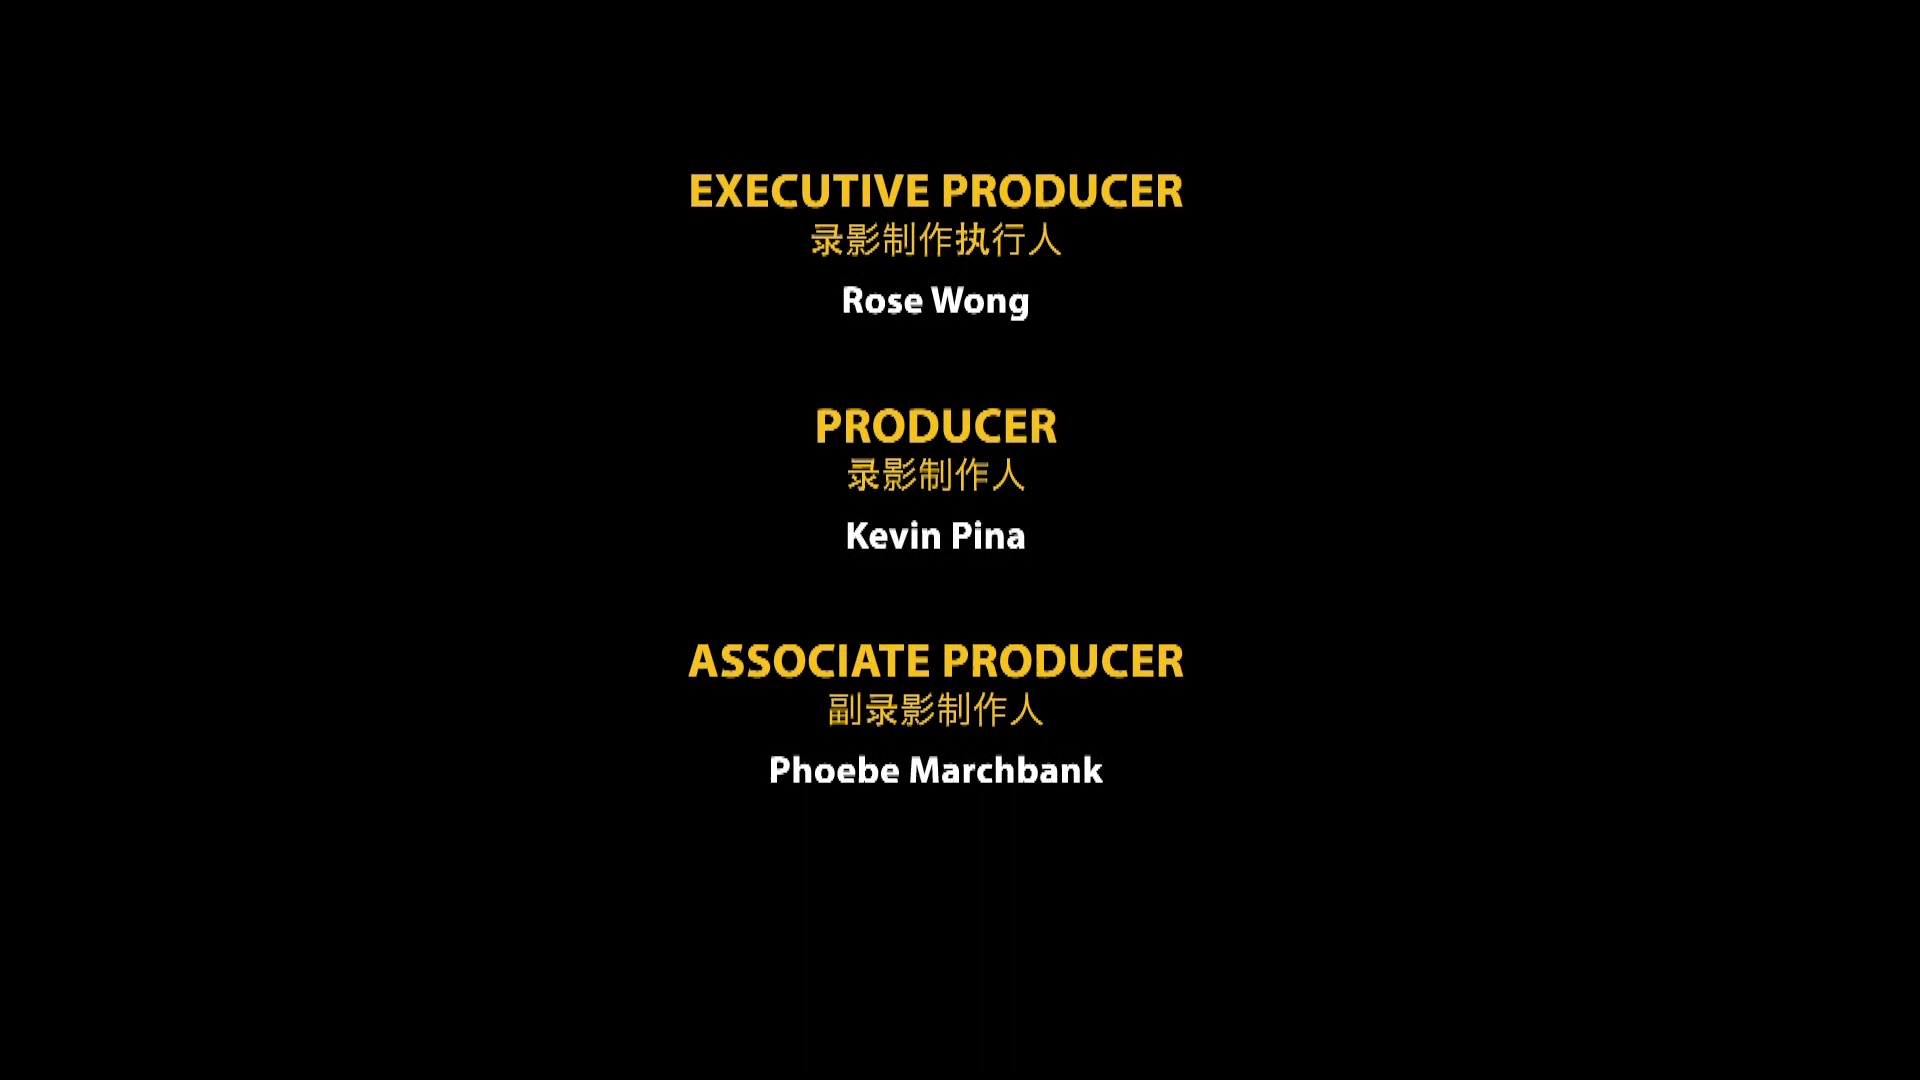 EXECUTIVE PRODUCER
录影制作执行人
Rose Wong
PRODUCER
录影制作人
Kevin Pina
ASSOCIATE PRODUCER
副录影制作人
Phoebe Marchbank